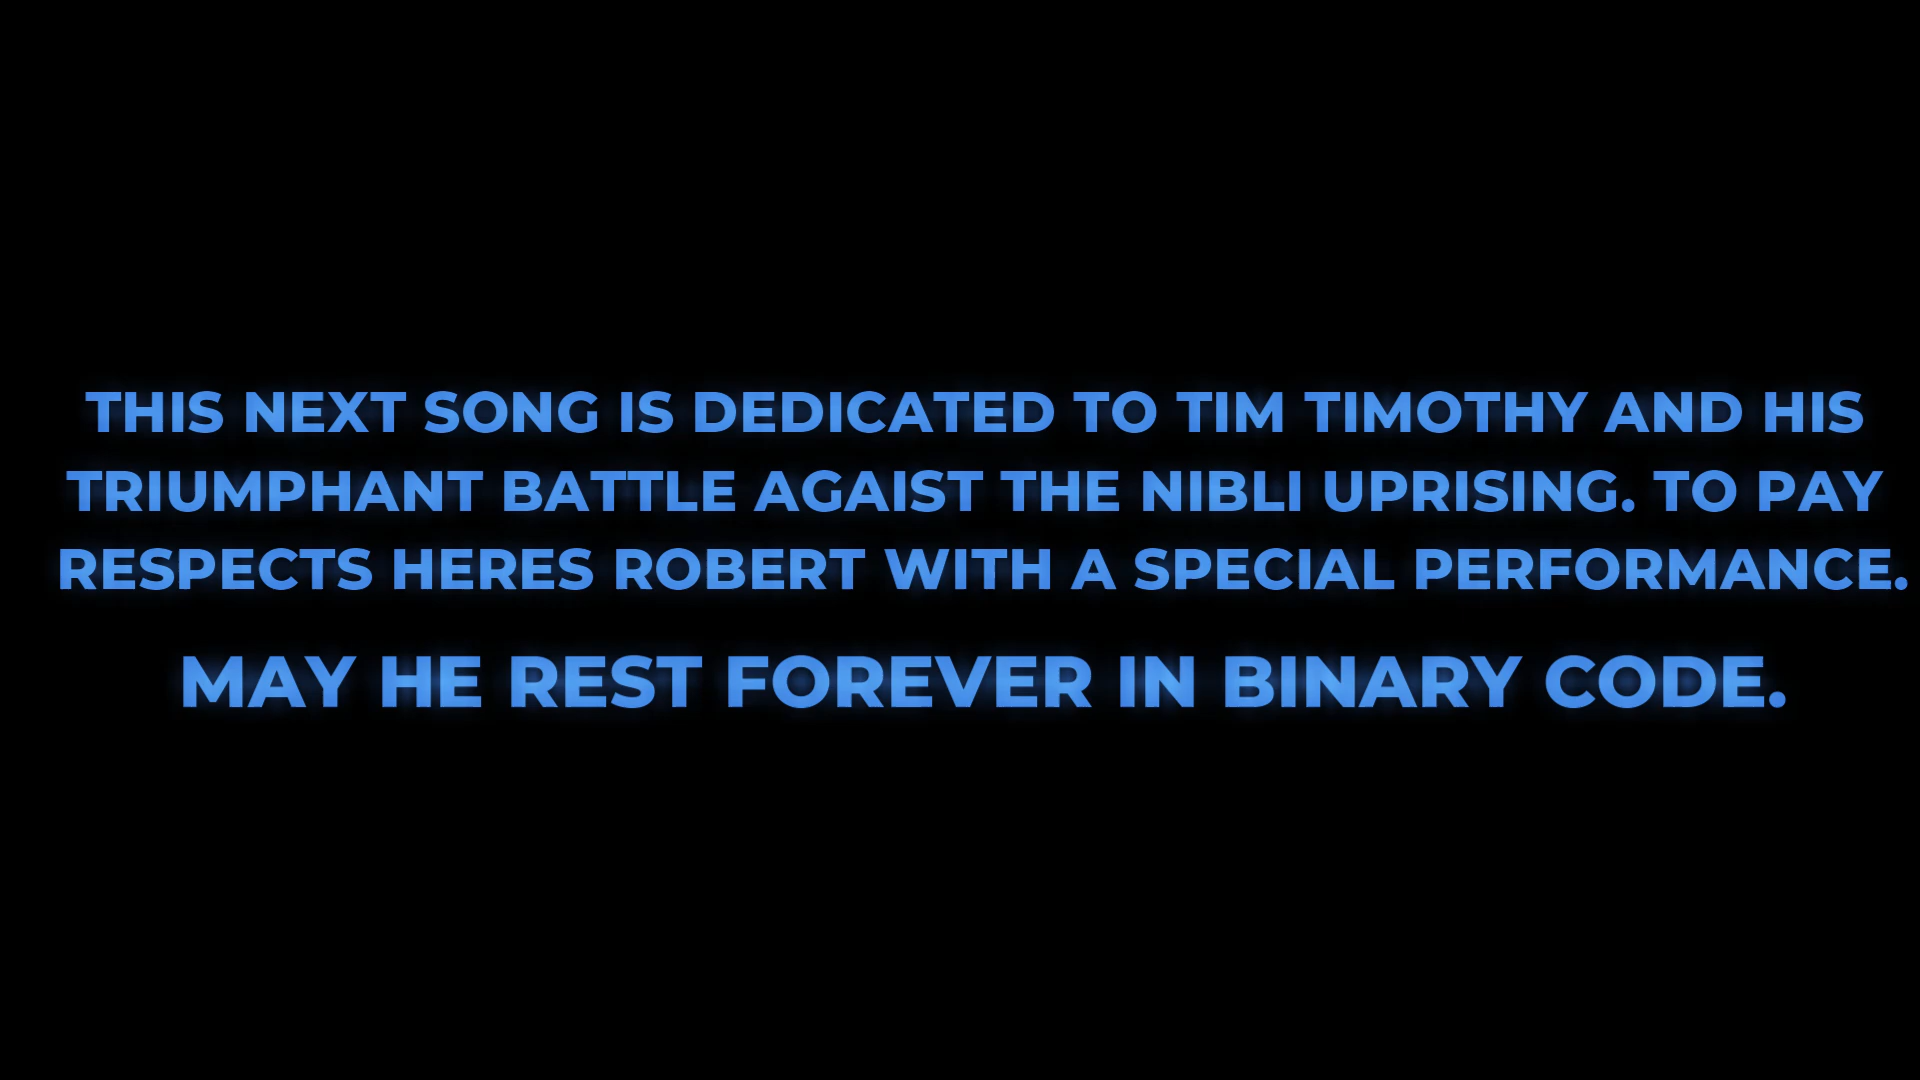 THIS NEXT SONG IS DEDICATED TO TIM TIMOTHY AND HIS
TRIUMPHANT BATTLE AGAIST THE NIBLI UPRISING. TO PAY
RESPECTS HERES ROBERT WITH A SPECIAL PERFORMANCE.
MAY HE REST FOREVER IN BINARY CODE.